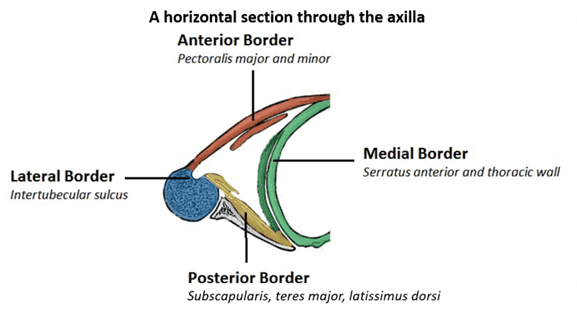 A horizontal section through the axilla
Anterior Border
Pectoralis major and minor
Medial Border
Serratus anterior and thoracic wall
Lateral Border
Intertubecular sulcus
Posterior Border
Subscapularis, teres major, latissimus dorsi